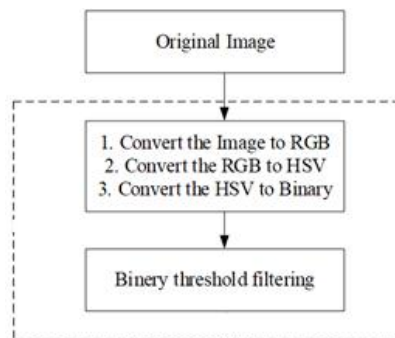 Original Image
1. Convert the Image to RGB
2. Convert the RGB to HSV
3. Convert the HSV to Binary
Binery threshold filtering